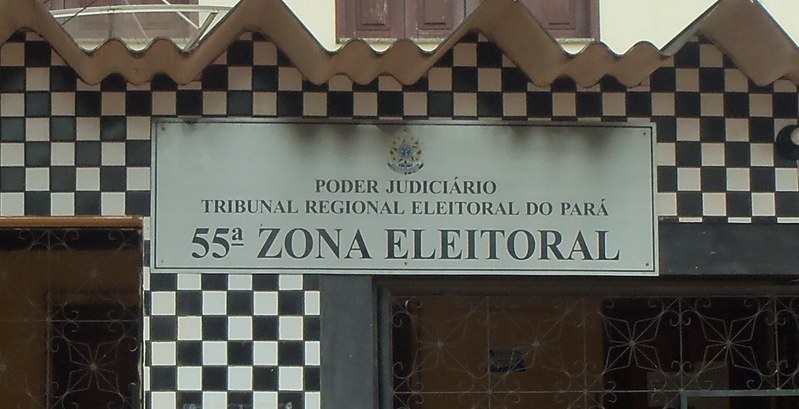 PODER JUDICIÁRIO
TRIBUNAL REGIONAL ELEITORAL DO PARÁ
55ª ZONA ELEITORAL